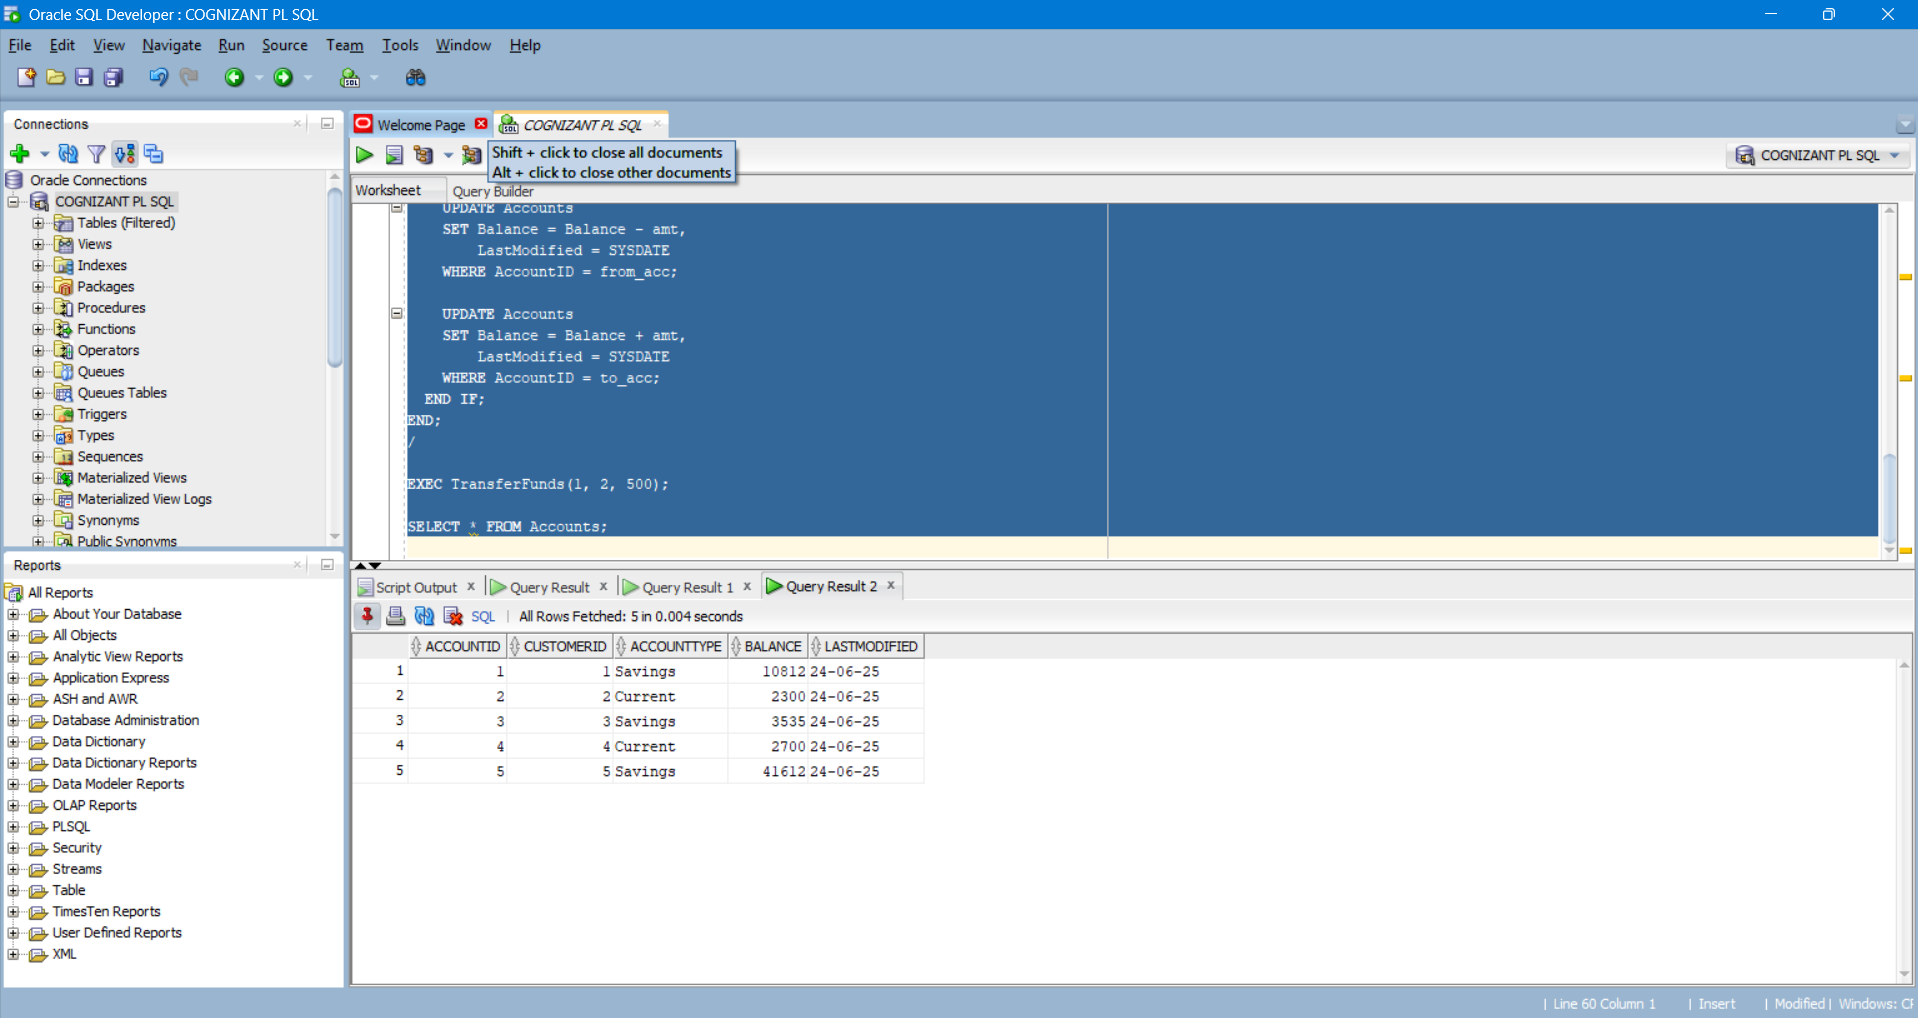 Oracle SQL Developer : COGNIZANT PL SQL
File Edit View Navigate Run Source Team Tools Window Help
Connections
Oracle Connections
COGNIZANT PL SQL
Tables (Filtered)
Views
Indexes
Packages
Procedures
Functions
Operators
Queues
Queues Tables
Triggers
Types
Sequences
Materialized Views
Materialized View Logs
Synonyms
Public Synonyms
Reports
All Reports
About Your Database
All Objects
Analytic View Reports
Application Express
ASH and AWR
Database Administration
Data Dictionary
Data Dictionary Reports
Data Modeler Reports
OLAP Reports
PLSQL
Security
Streams
Table
TimesTen Reports
User Defined Reports
XML
Welcome Page COGNIZANT PL SQL
Shift + click to close all documents
Alt + click to close other documents
COGNIZANT PL SQL
Worksheet Query Builder
UPDATE Accounts
SET Balance = Balance - amt,
LastModified = SYSDATE
WHERE AccountID = from_acc;
UPDATE Accounts
SET Balance = Balance + amt,
LastModified = SYSDATE
WHERE AccountID = to_acc;
END IF;
END;
/
EXEC TransferFunds(1, 2, 500);
SELECT * FROM Accounts;
Script Output x Query Result x Query Result 1 x Query Result 2 x
SQL | All Rows Fetched: 5 in 0.004 seconds
ACCOUNTID CUSTOMERID ACCOUNTTYPE BALANCE LASTMODIFIED
1 1 1 Savings 10812 24-06-25
2 2 2 Current 2300 24-06-25
3 3 3 Savings 3535 24-06-25
4 4 4 Current 2700 24-06-25
5 5 5 Savings 41612 24-06-25
| Line 60 Column 1 | Insert | Modified | Windows: